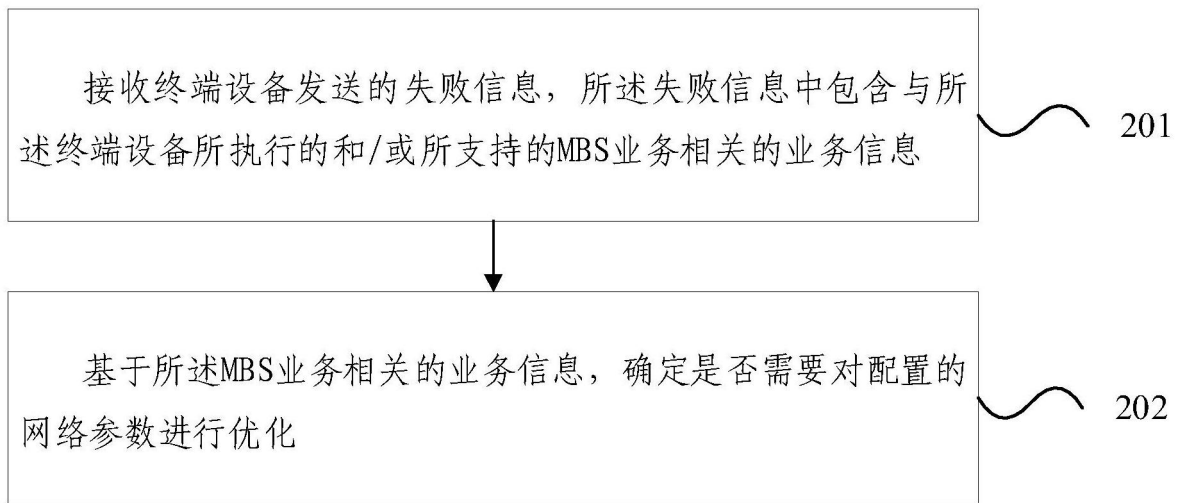 接收终端设备发送的失败信息，所述失败信息中包含与所
述终端设备所执行的和/或所支持的MBS业务相关的业务信息
201
基于所述MBS业务相关的业务信息，确定是否需要对配置的
网络参数进行优化
202